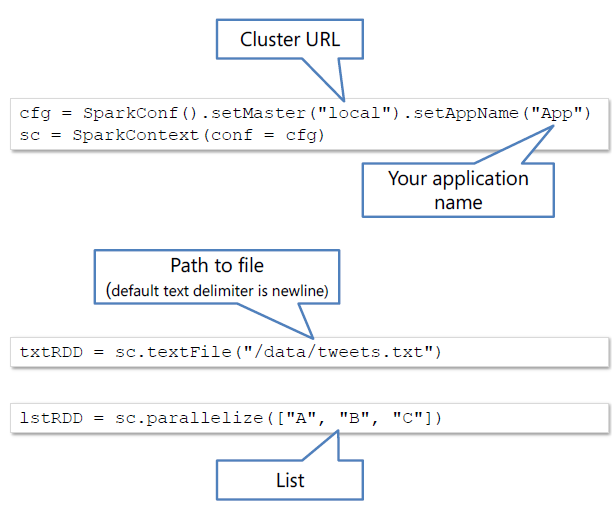 Cluster URL
cfg = SparkConf().setMaster("local").setAppName("App")
sc = SparkContext(conf = cfg)
Your application
name
Path to file
(default text delimiter is newline)
txtRDD = sc.textFile("/data/tweets.txt")
lstRDD = sc.parallelize(["A", "B", "C"])
List